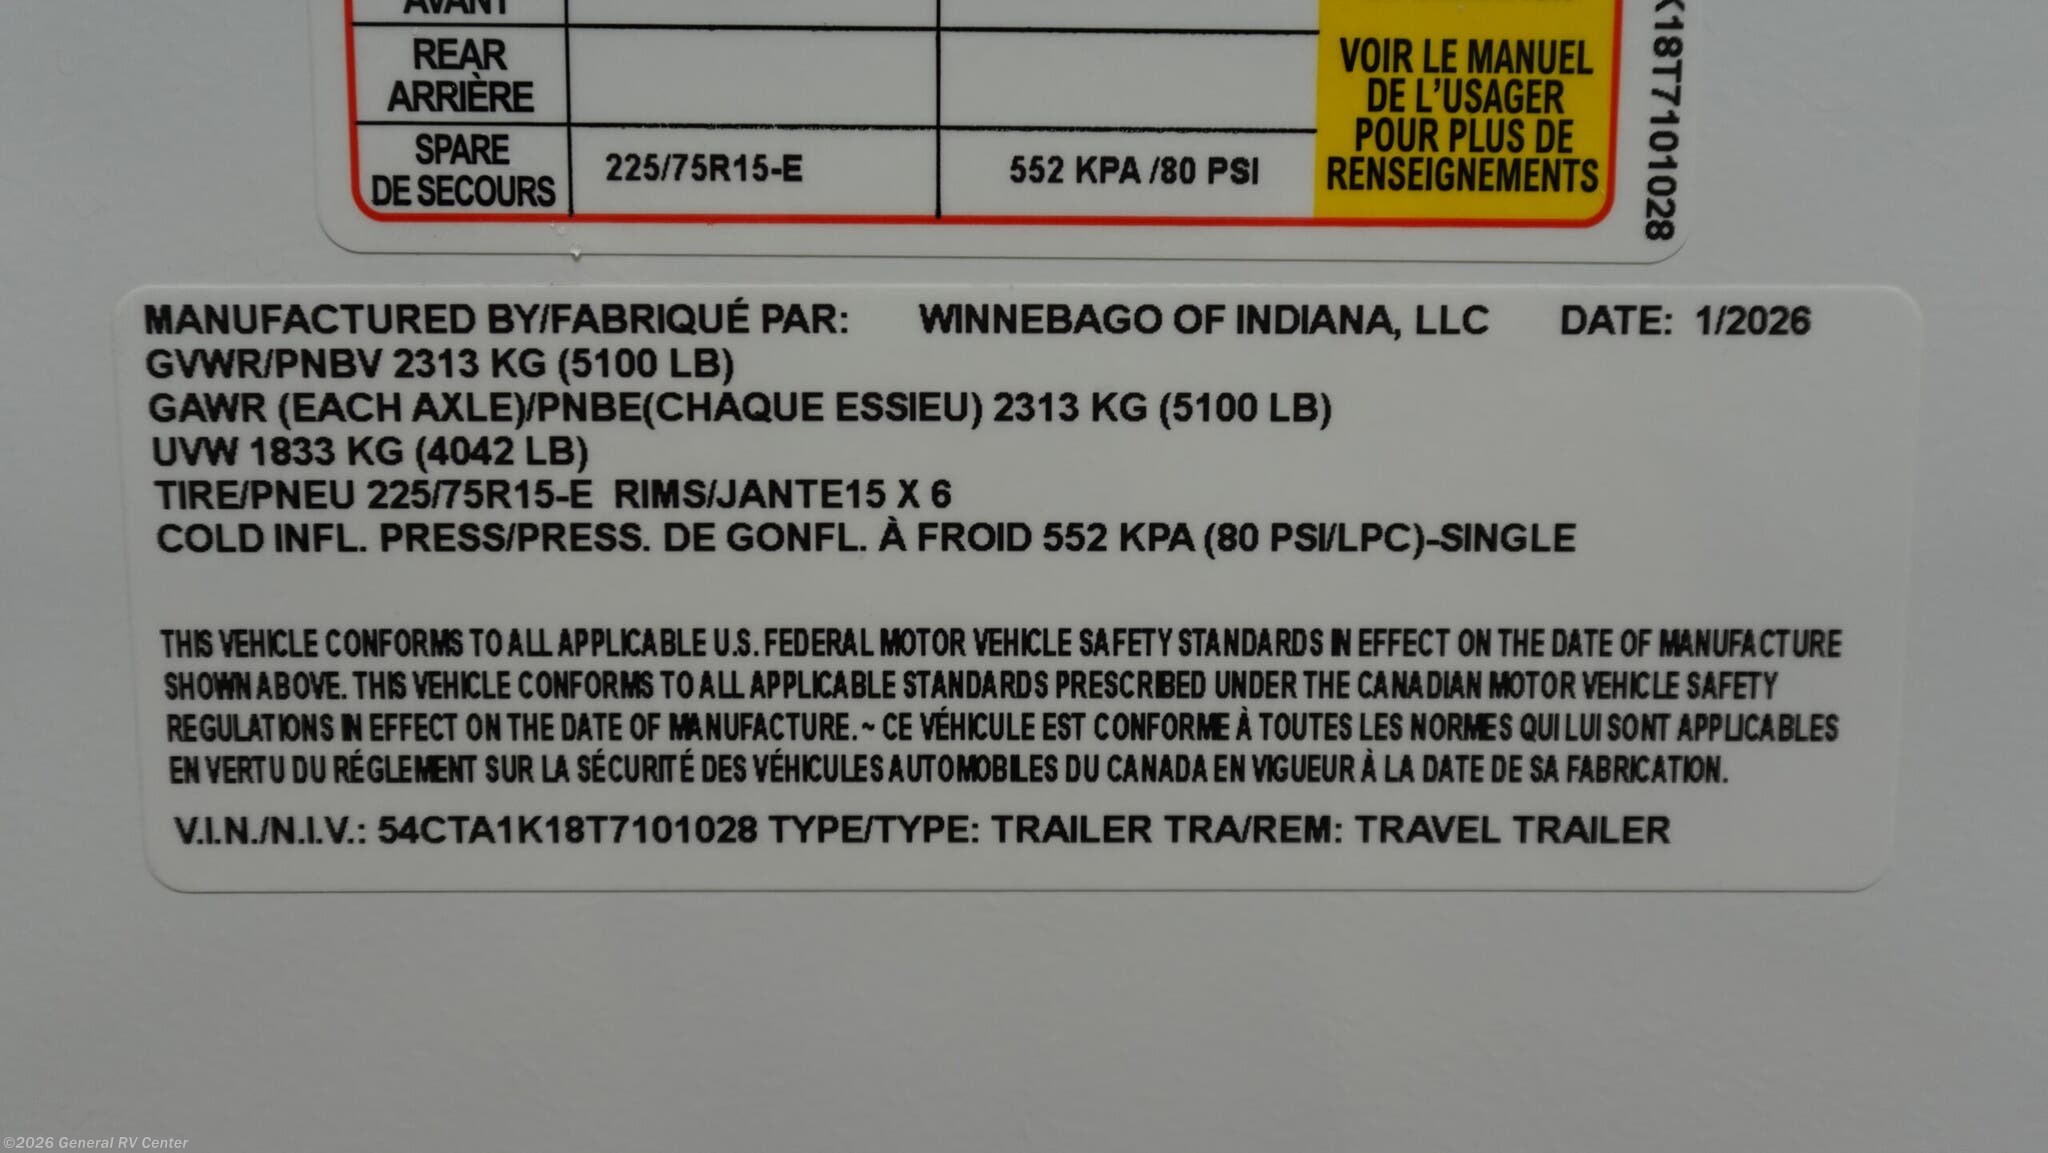 AVANT
REAR
ARRIÈRE
SPARE
DE SECOURS
225/75R15-E
552 KPA /80 PSI
VOIR LE MANUEL
DE L'USAGER
POUR PLUS DE
RENSEIGNEMENTS
K18T7101028
MANUFACTURED BY/FABRIQUÉ PAR: WINNEBAGO OF INDIANA, LLC DATE: 1/2026
GVWR/PNBV 2313 KG (5100 LB)
GAWR (EACH AXLE)/PNBE(CHAQUE ESSIEU) 2313 KG (5100 LB)
UVW 1833 KG (4042 LB)
TIRE/PNEU 225/75R15-E RIMS/JANTE15 X 6
COLD INFL. PRESS/PRESS. DE GONFL. À FROID 552 KPA (80 PSI/LPC)-SINGLE
THIS VEHICLE CONFORMS TO ALL APPLICABLE U.S. FEDERAL MOTOR VEHICLE SAFETY STANDARDS IN EFFECT ON THE DATE OF MANUFACTURE
SHOWN ABOVE. THIS VEHICLE CONFORMS TO ALL APPLICABLE STANDARDS PRESCRIBED UNDER THE CANADIAN MOTOR VEHICLE SAFETY
REGULATIONS IN EFFECT ON THE DATE OF MANUFACTURE. ~ CE VÉHICULE EST CONFORME À TOUTES LES NORMES QUI LUI SONT APPLICABLES
EN VERTU DU RÉGLEMENT SUR LA SÉCURITÉ DES VÉHICULES AUTOMOBILES DU CANADA EN VIGUEUR À LA DATE DE SA FABRICATION.
V.I.N./N.I.V.: 54CTA1K18T7101028 TYPE/TYPE: TRAILER TRA/REM: TRAVEL TRAILER
©2026 General RV Center